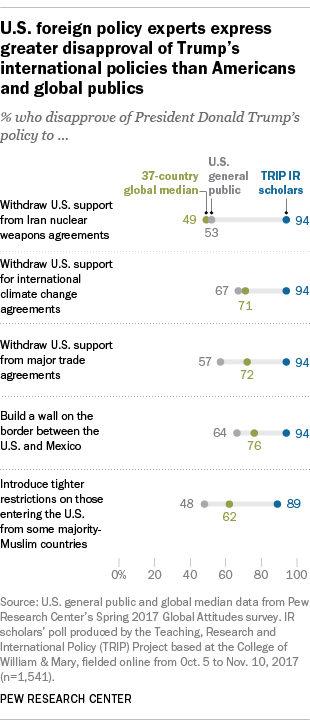 U.S. foreign policy experts express
greater disapproval of Trump's
international policies than Americans
and global publics
% who disapprove of President Donald Trump's
policy to ...
37-country
global median
U.S.
general
public
TRIP IR
scholars
Withdraw U.S. support
from Iran nuclear
weapons agreements
49
53
94
Withdraw U.S. support
for international
climate change
agreements
67
71
94
Withdraw U.S. support
from major trade
agreements
57
72
94
Build a wall on the
border between the
U.S. and Mexico
64
76
94
Introduce tighter
restrictions on those
entering the U.S.
from some majority-
Muslim countries
48
62
89
0% 20 40 60 80 100
Source: U.S. general public and global median data from Pew
Research Center's Spring 2017 Global Attitudes survey. IR
scholars' poll produced by the Teaching, Research and
International Policy (TRIP) Project based at the College of
William & Mary, fielded online from Oct. 5 to Nov. 10, 2017
(n=1,541).
PEW RESEARCH CENTER